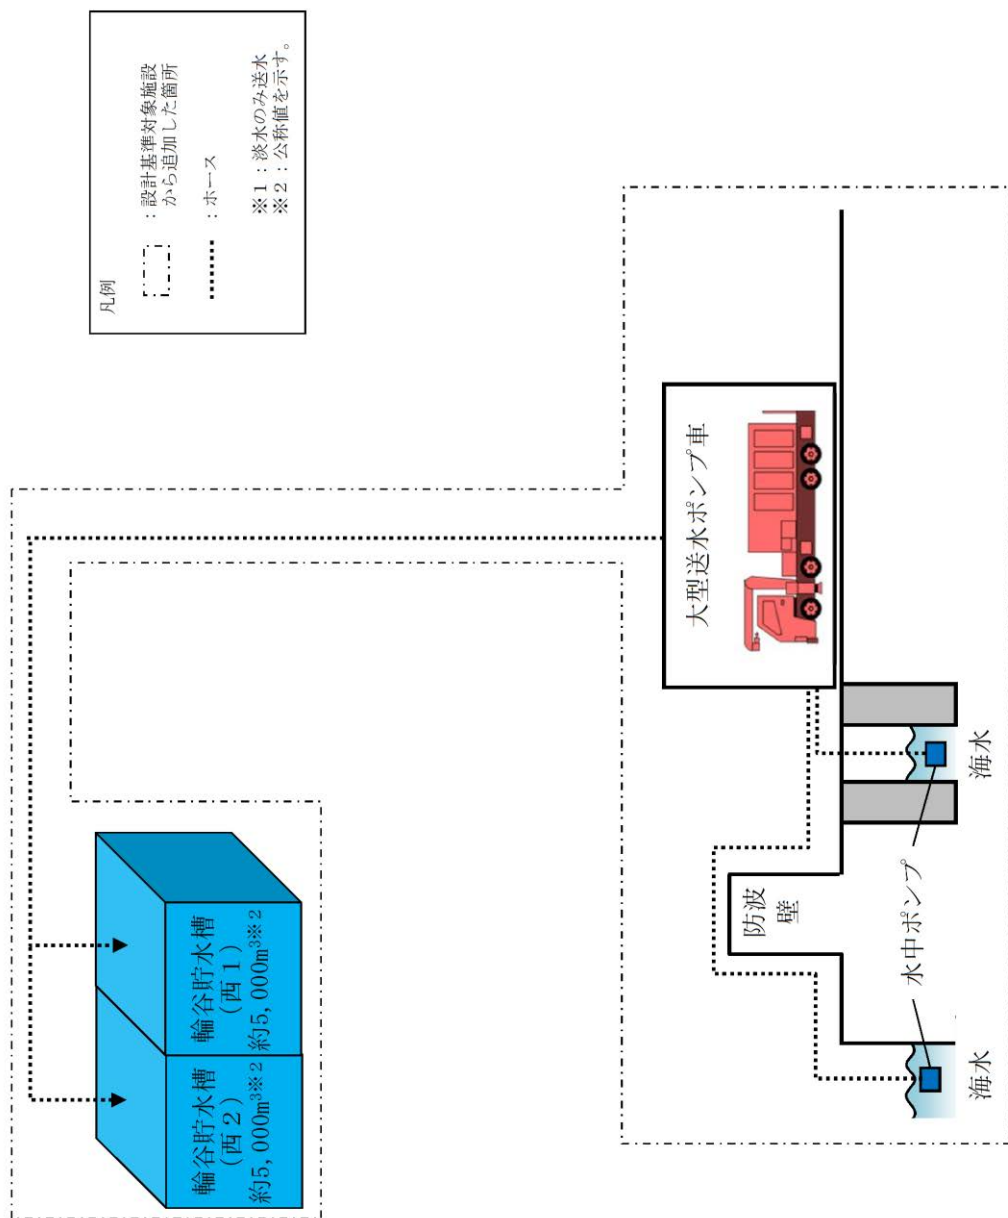 凡例
：設計基準対象施設
から追加した箇所
：ホース
※１：淡水のみ送水
※２：公称値を示す。
大型送水ポンプ車
輪谷貯水槽
（西２）
約5,000m³※２
輪谷貯水槽
（西１）
約5,000m³※２
防波
壁
水中ポンプ
海水
海水